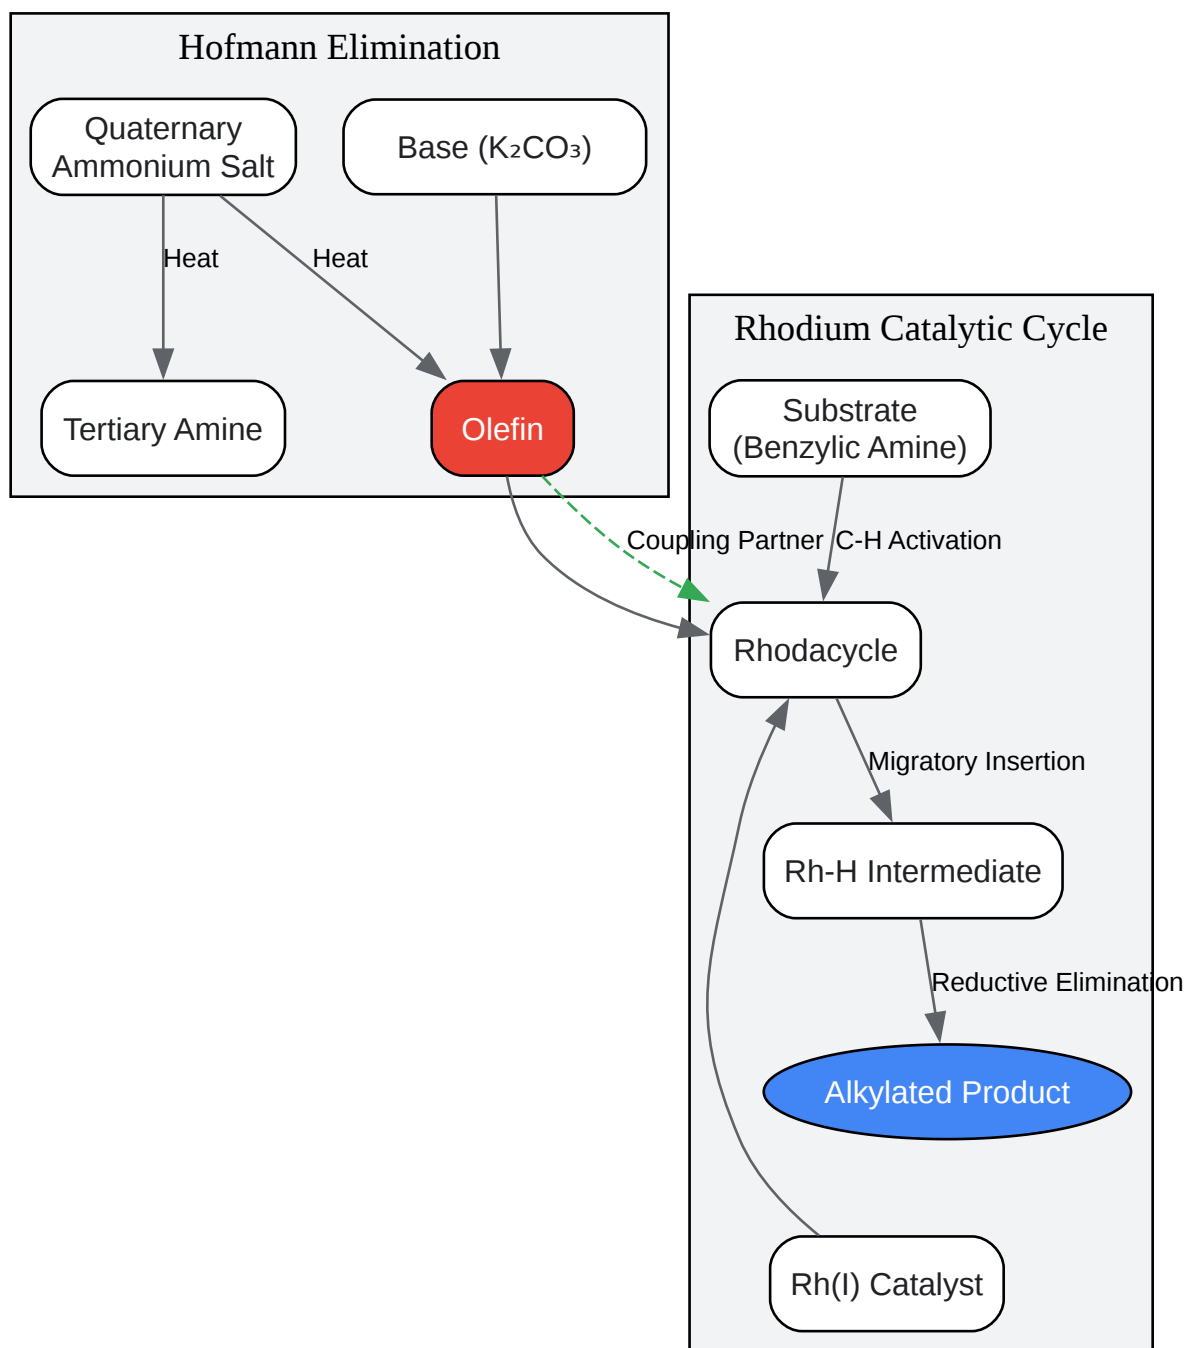 Hofmann Elimination
Quaternary
Ammonium Salt
Base (K₂CO₃)
Heat
Heat
Tertiary Amine
Olefin
Rhodium Catalytic Cycle
Substrate
(Benzylic Amine)
Coupling Partner
C-H Activation
Rhodacycle
Migratory Insertion
Rh-H Intermediate
Reductive Elimination
Alkylated Product
Rh(I) Catalyst